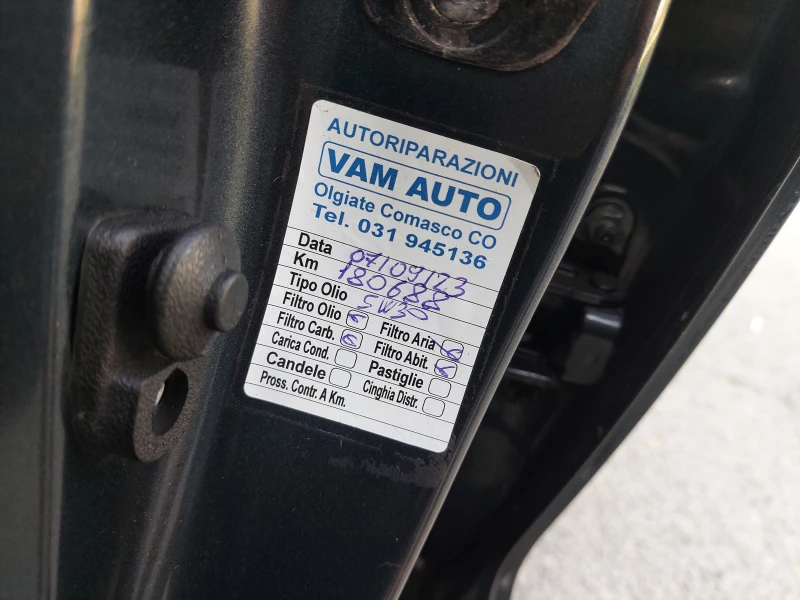 AUTORIPARAZIONI
VAM AUTO
Olgiate Comasco CO
Tel. 031 945136
Data 07/09/23
Km 180688
Tipo Olio 5W30
Filtro Olio Filtro Aria
Filtro Carb. Filtro Abit.
Carica Cond. Pastiglie
Candele Cinghia Distr.
Pross. Contr. A Km.